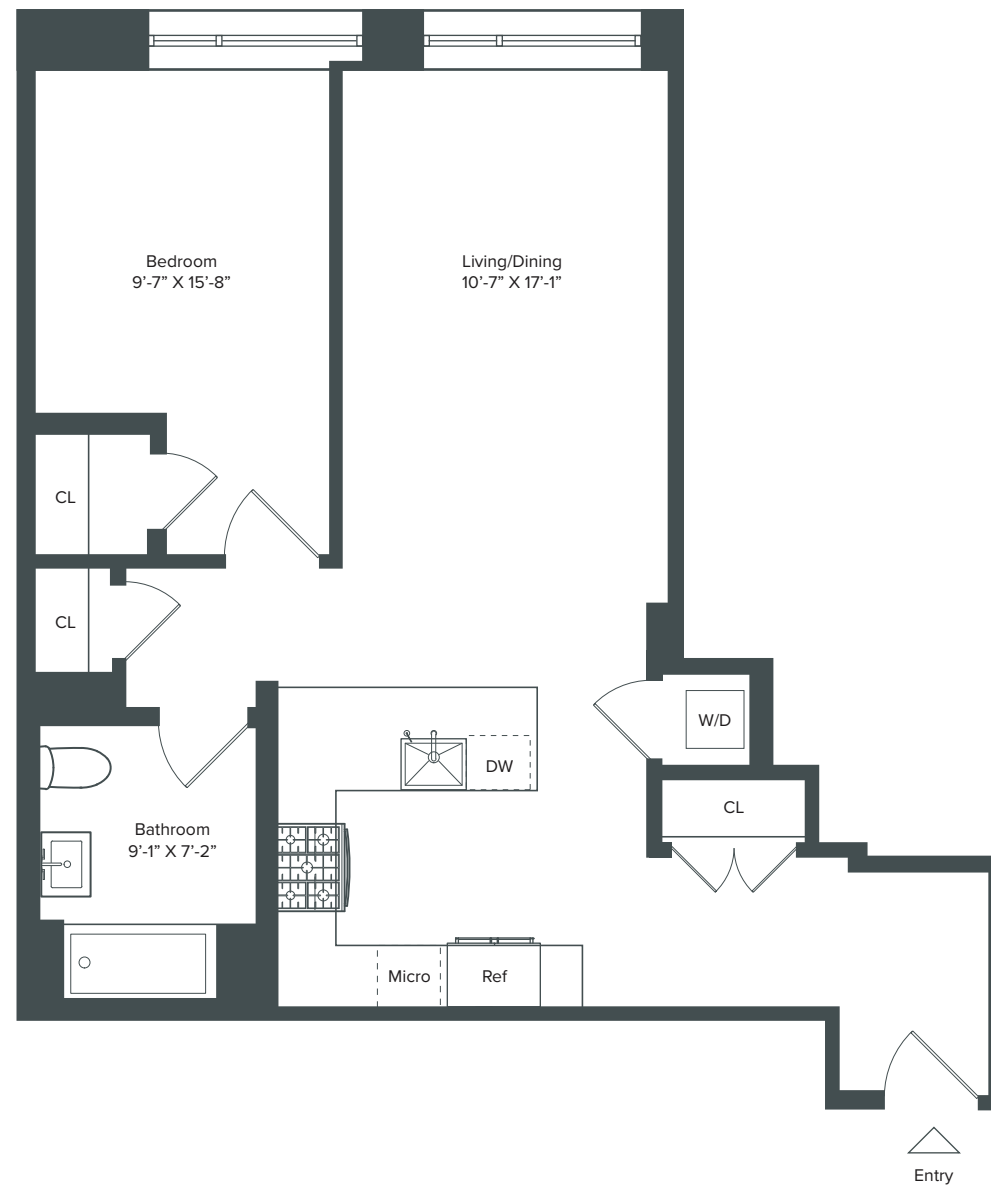 Bedroom
9’-7” X 15’-8”
Living/Dining
10’-7” X 17’-1”
CL
CL
W/D
DW
CL
Bathroom
9’-1” X 7’-2”
Micro
Ref
Entry